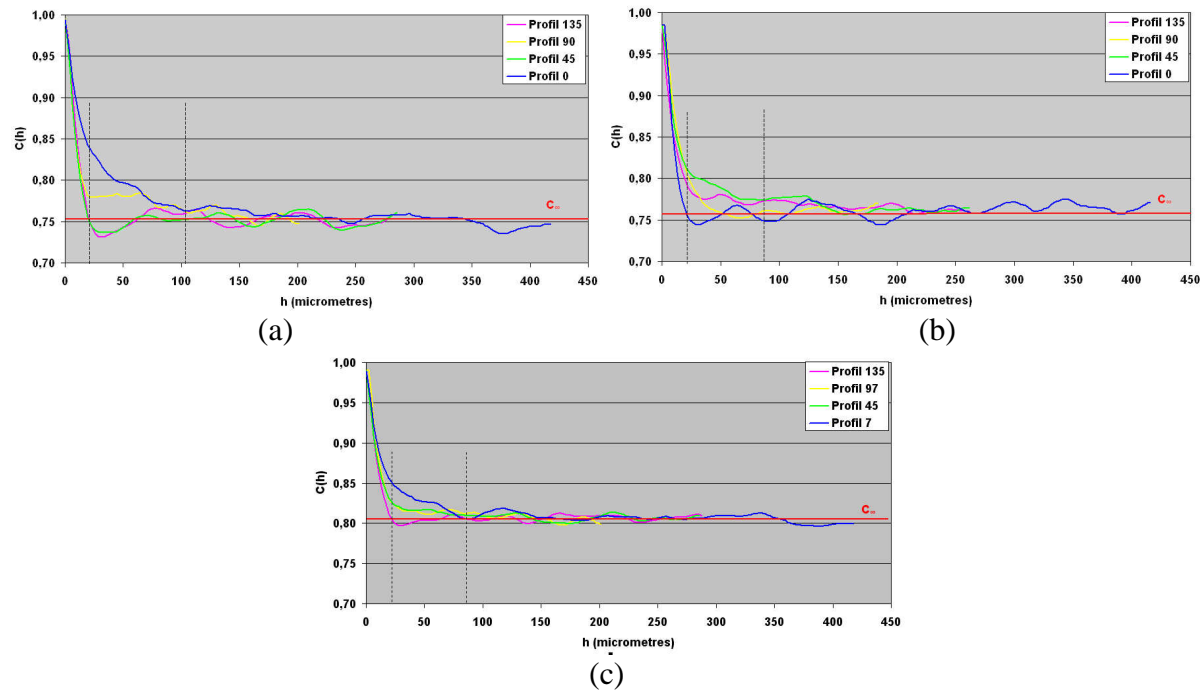 1,00
0,95
0,90
0,85
0,80
0,75
0,70
C(h)
0 50 100 150 200 250 300 350 400 450
h (micrometres)
Profil 135
Profil 90
Profil 45
Profil 0
C∞
(a)
1,00
0,95
0,90
0,85
0,80
0,75
0,70
C(h)
0 50 100 150 200 250 300 350 400 450
h (micrometres)
Profil 135
Profil 90
Profil 45
Profil 0
C∞
(b)
1,00
0,95
0,90
0,85
0,80
0,75
0,70
C(h)
0 50 100 150 200 250 300 350 400 450
h (micrometres)
Profil 135
Profil 97
Profil 45
Profil 7
C∞
(c)